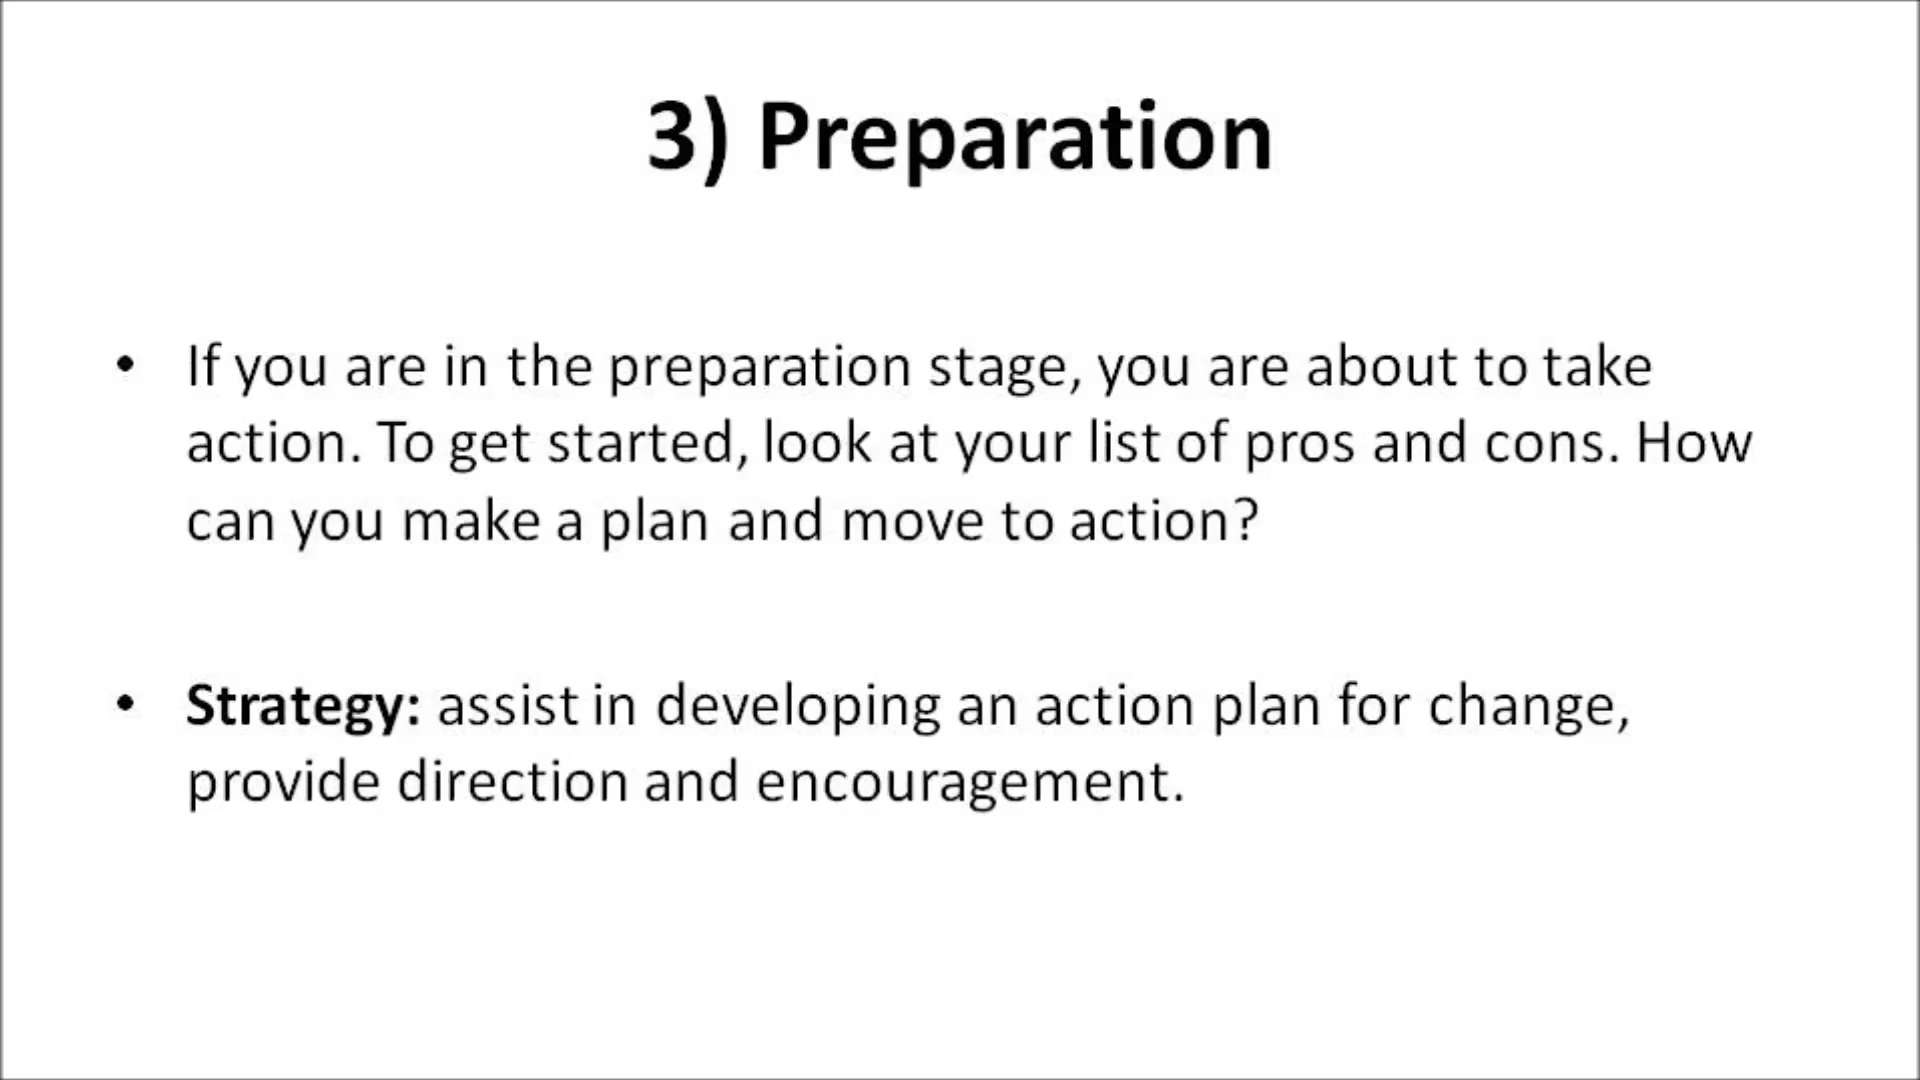 3) Preparation
• If you are in the preparation stage, you are about to take
action. To get started, look at your list of pros and cons. How
can you make a plan and move to action?
• Strategy: assist in developing an action plan for change,
provide direction and encouragement.